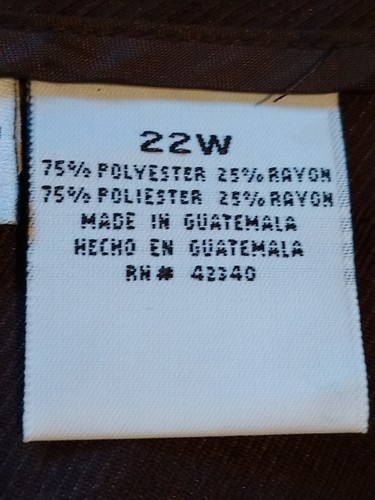 22W
75% POLYESTER 25% RAYON
75% POLIESTER 25% RAYON
MADE IN GUATEMALA
HECHO EN GUATEMALA
RN# 42340